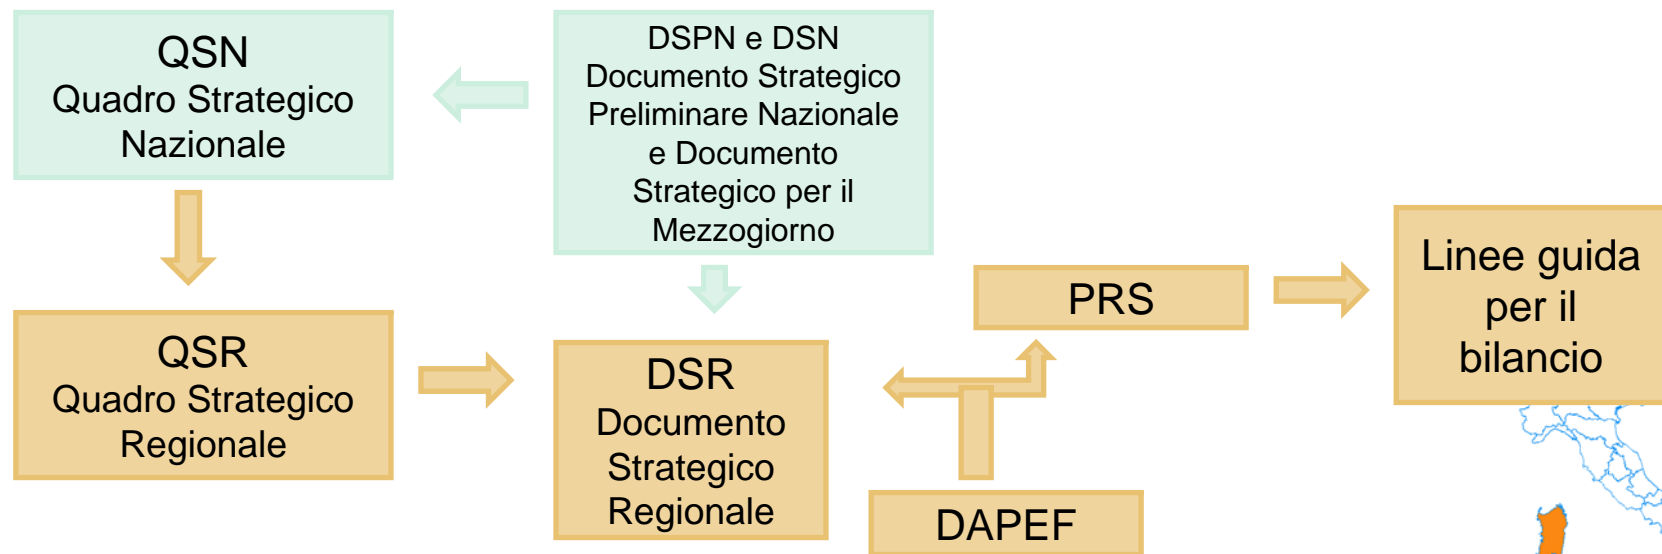 QSN
Quadro Strategico
Nazionale
DSPN e DSN
Documento Strategico
Preliminare Nazionale
e Documento
Strategico per il
Mezzogiorno
QSR
Quadro Strategico
Regionale
DSR
Documento
Strategico
Regionale
PRS
DAPEF
Linee guida
per il
bilancio